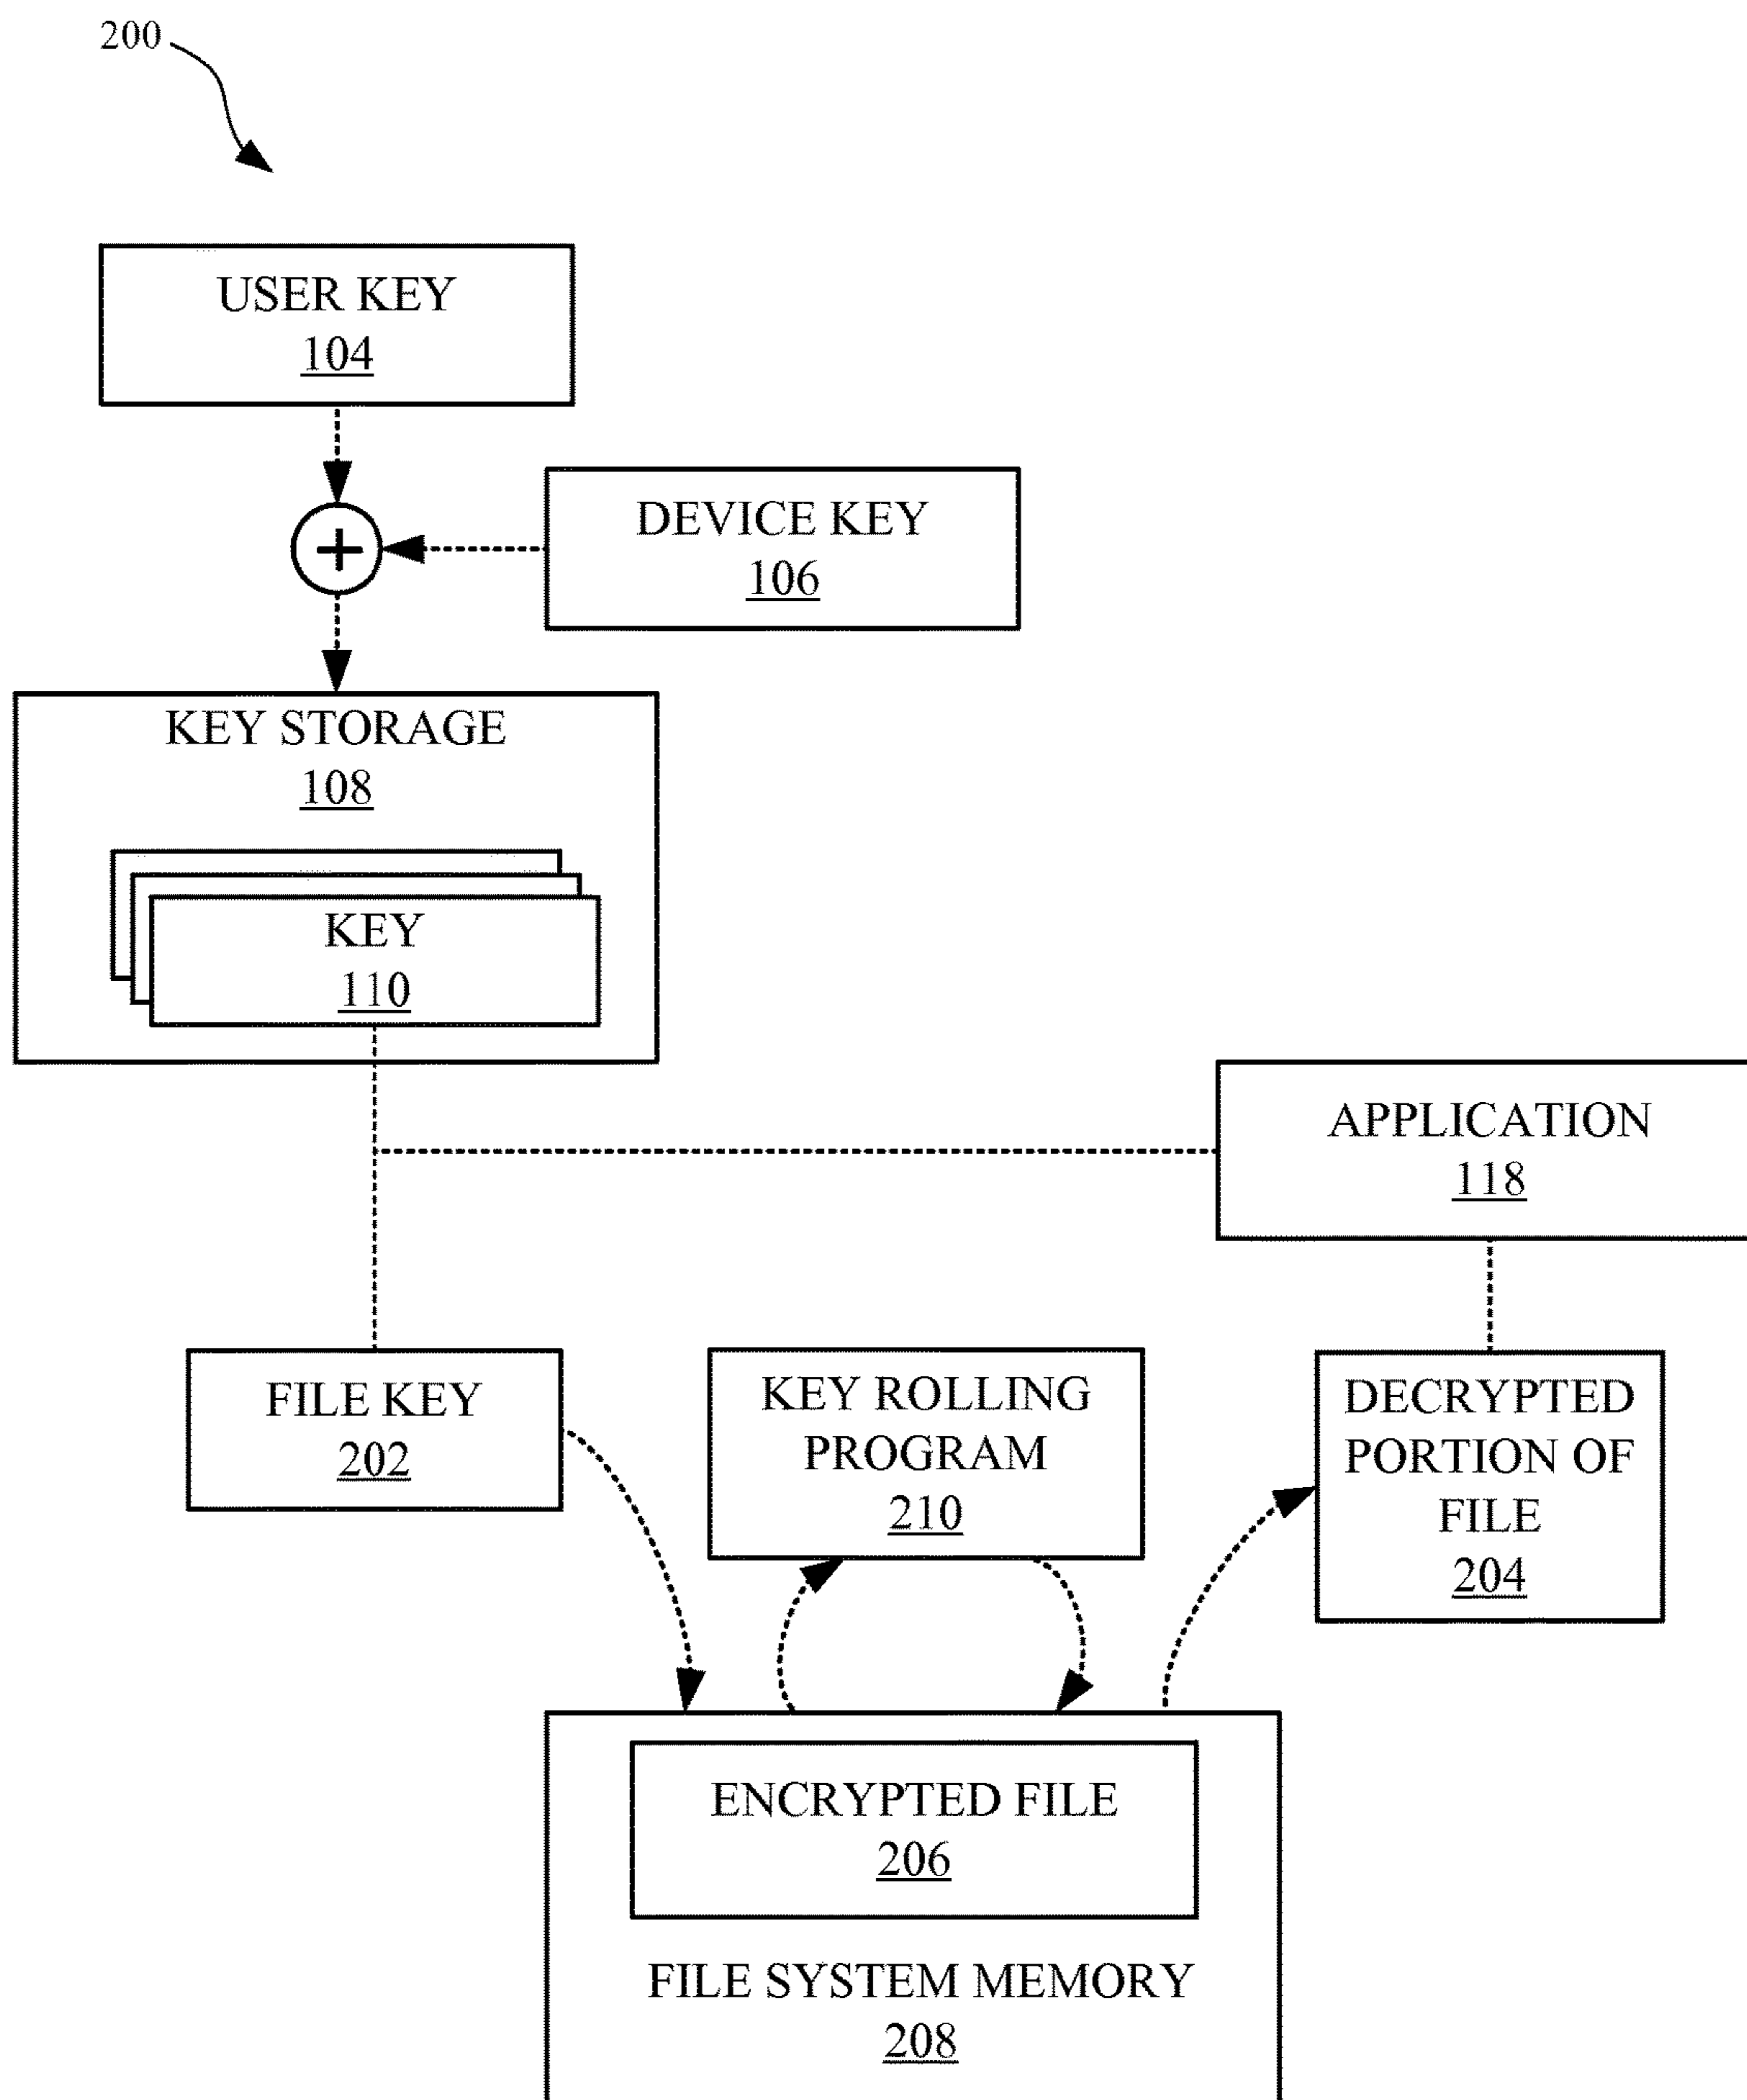 200
USER KEY
104
+
DEVICE KEY
106
KEY STORAGE
108
KEY
110
APPLICATION
118
FILE KEY
202
KEY ROLLING
PROGRAM
210
DECRYPTED
PORTION OF
FILE
204
ENCRYPTED FILE
206
FILE SYSTEM MEMORY
208